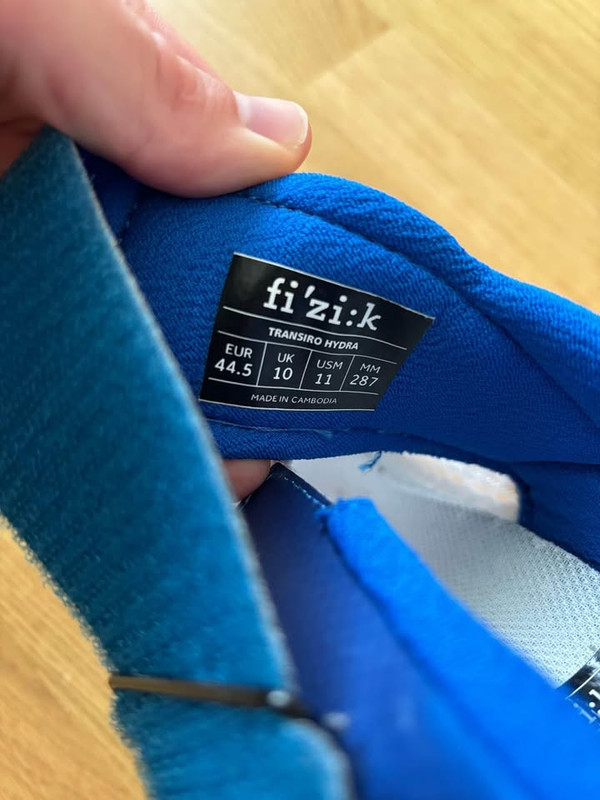 fi'zi:k
TRANSIRO HYDRA
EUR UK USM MM
44.5 10 11 287
MADE IN CAMBODIA